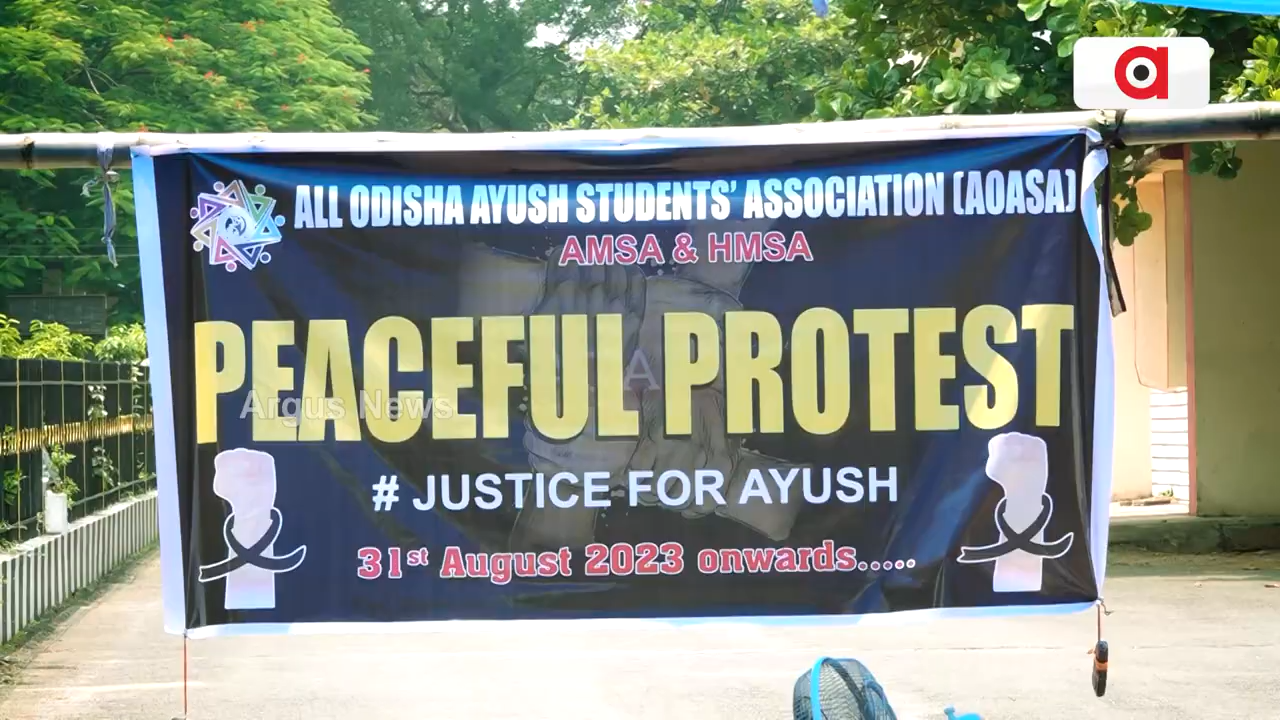 a
ALL ODISHA AYUSH STUDENTS' ASSOCIATION (AOASA)
AMSA & HMSA
PEACEFUL PROTEST
Argus News
# JUSTICE FOR AYUSH
31st August 2023 onwards.....